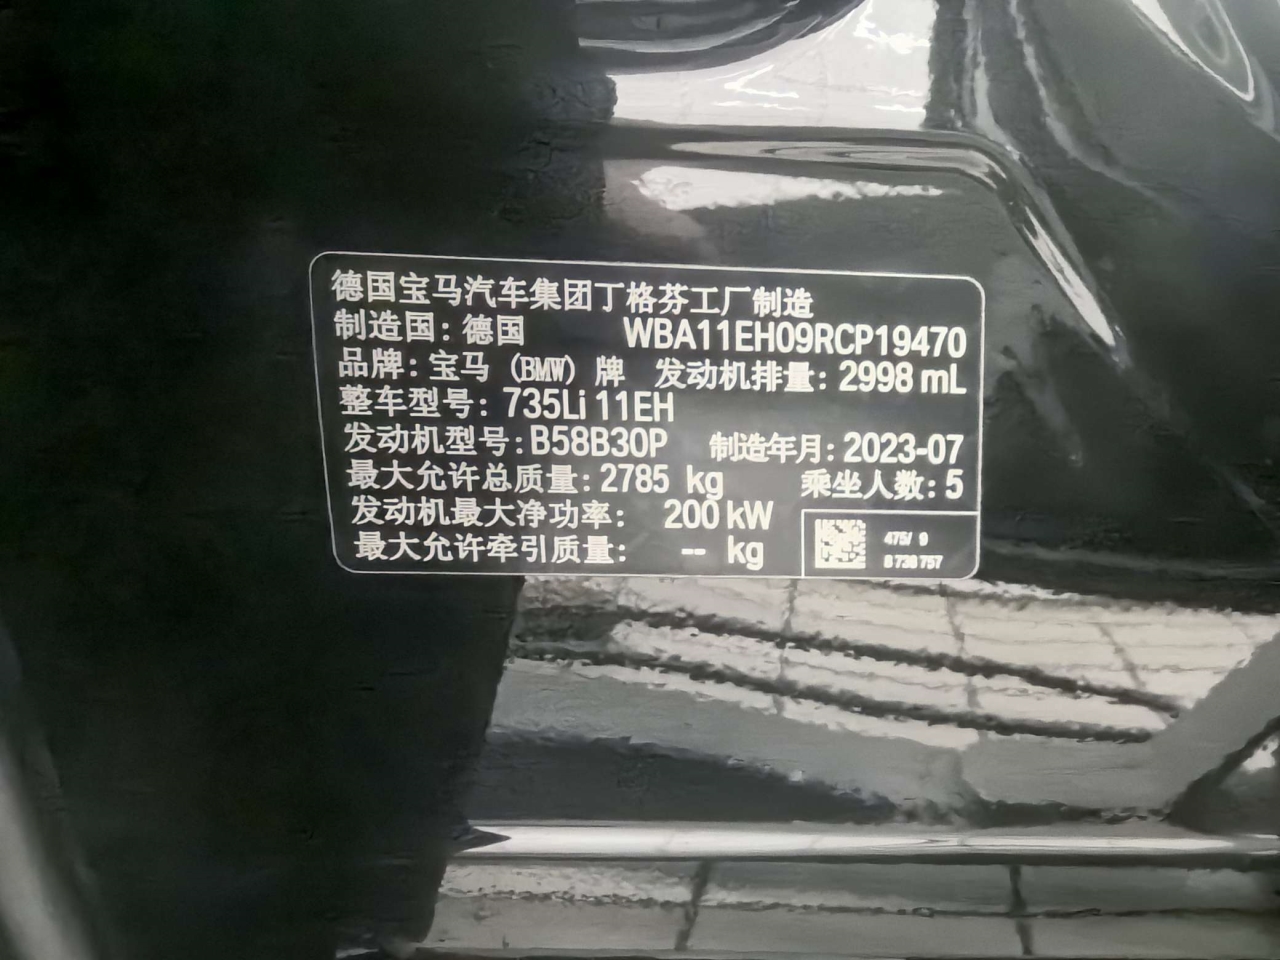 德国宝马汽车集团丁格芬工厂制造
制造国：德国 WBA11EH09RCP19470
品牌：宝马（BMW）牌 发动机排量：2998 mL
整车型号：735Li 11EH
发动机型号：B58B30P 制造年月：2023-07
最大允许总质量：2785 kg 乘坐人数：5
发动机最大净功率： 200 kW
最大允许牵引质量： -- kg
475/ 9
8 738 757